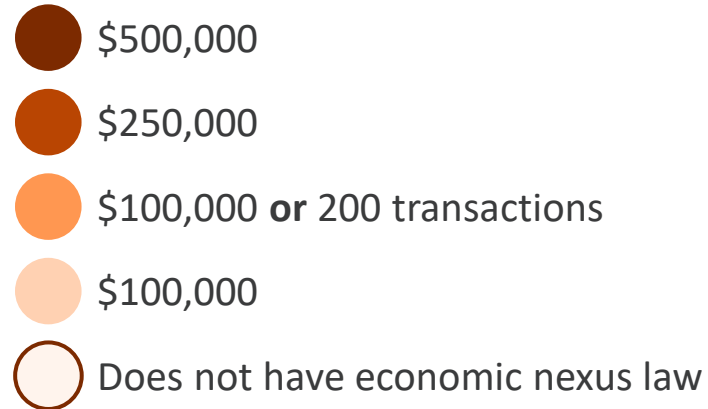 $500,000
$250,000
$100,000 or 200 transactions
$100,000
Does not have economic nexus law